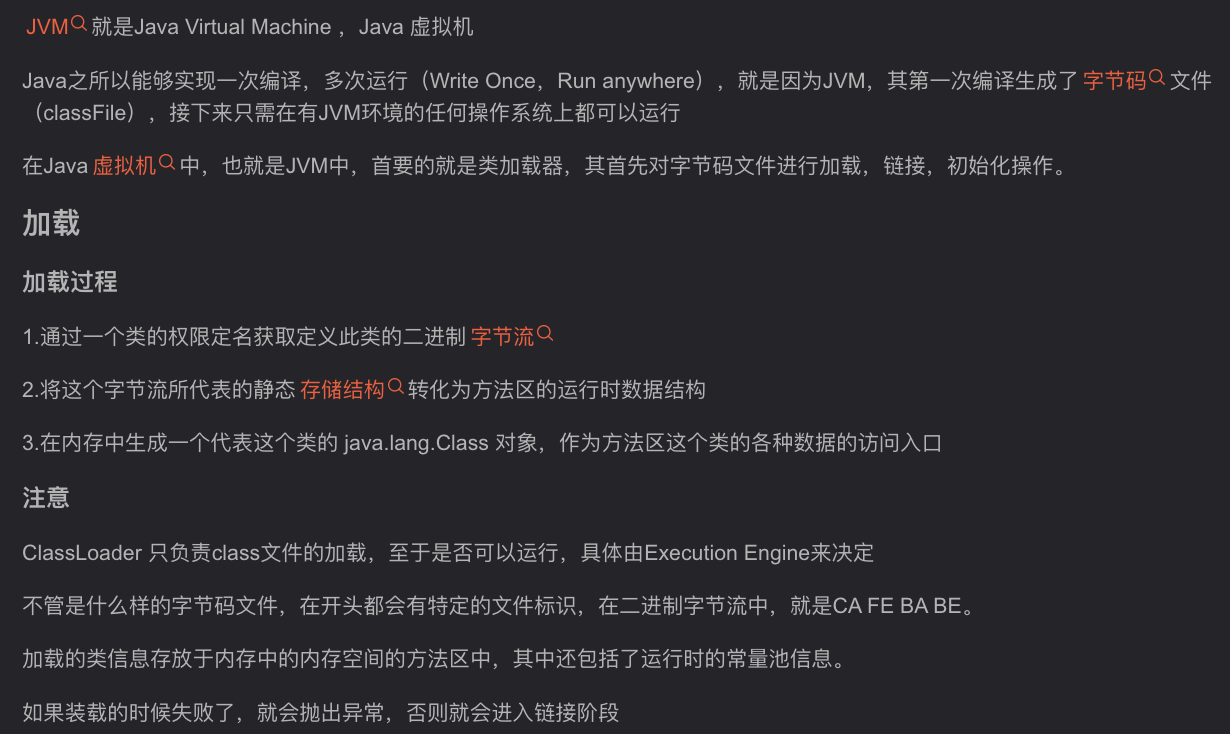 JVM就是Java Virtual Machine ，Java 虚拟机
Java之所以能够实现一次编译，多次运行（Write Once，Run anywhere），就是因为JVM，其第一次编译生成了 字节码 文件
（classFile），接下来只需在有JVM环境的任何操作系统上都可以运行
在Java 虚拟机 中，也就是JVM中，首要的就是类加载器，其首先对字节码文件进行加载，链接，初始化操作。
加载
加载过程
1.通过一个类的权限定名获取定义此类的二进制 字节流
2.将这个字节流所代表的静态 存储结构 转化为方法区的运行时数据结构
3.在内存中生成一个代表这个类的 java.lang.Class 对象，作为方法区这个类的各种数据的访问入口
注意
ClassLoader 只负责class文件的加载，至于是否可以运行，具体由Execution Engine来决定
不管是什么样的字节码文件，在开头都会有特定的文件标识，在二进制字节流中，就是CA FE BA BE。
加载的类信息存放于内存中的内存空间的方法区中，其中还包括了运行时的常量池信息。
如果装载的时候失败了，就会抛出异常，否则就会进入链接阶段